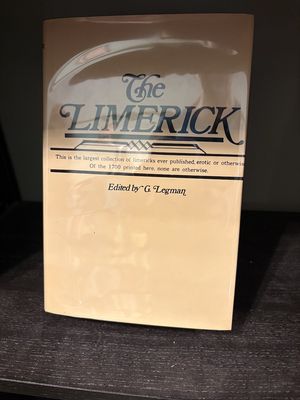 The
LIMERICK
This is the largest collection of limericks ever published, erotic or otherwise.
Of the 1700 printed here, none are otherwise.
Edited by G. Legman